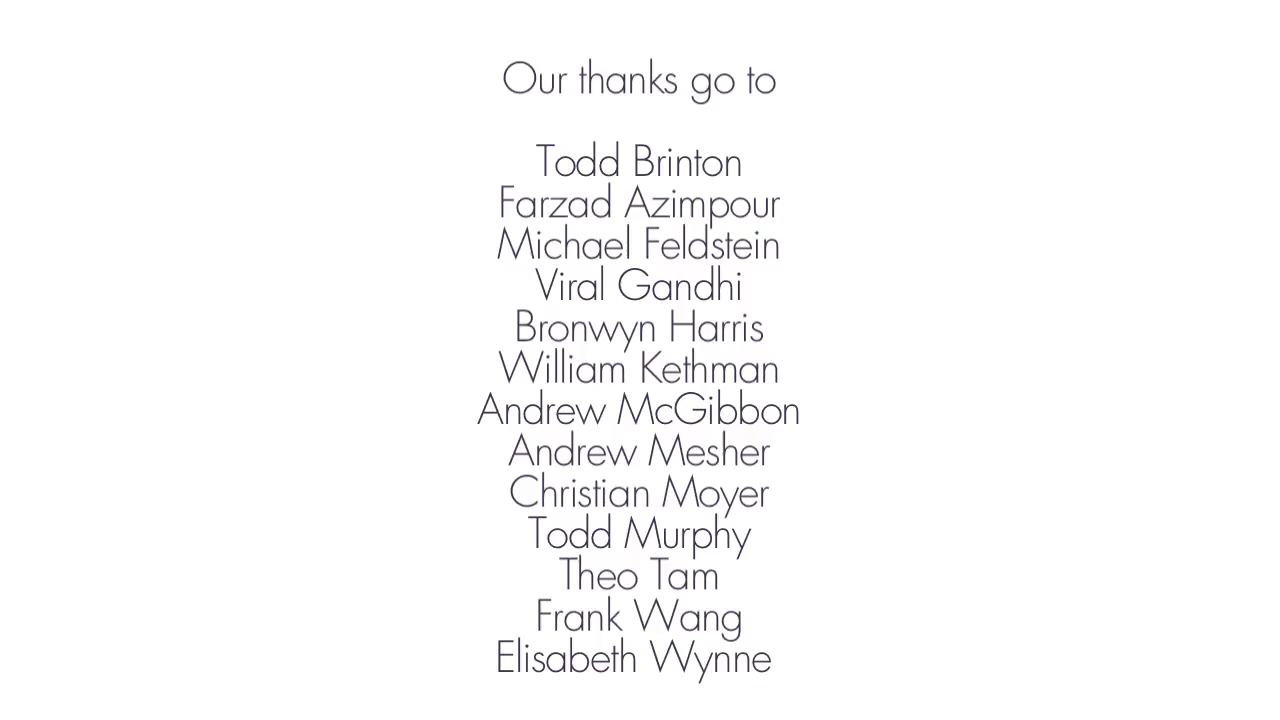 Our thanks go to
Todd Brinton
Farzad Azimpour
Michael Feldstein
Viral Gandhi
Bronwyn Harris
William Kethman
Andrew McGibbon
Andrew Mesher
Christian Moyer
Todd Murphy
Theo Tam
Frank Wang
Elisabeth Wynne